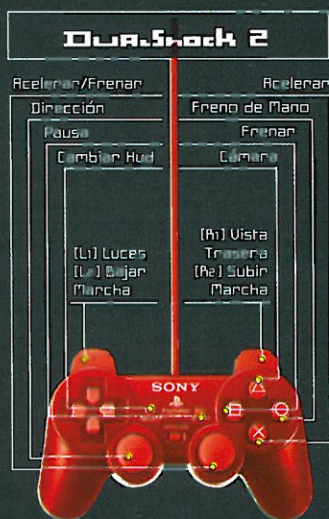 DualShock 2
Acelerar/Frenar
Acelerar
Dirección
Freno de Mano
Pausa
Frenar
Cambiar Hud
Cámara
[L1] Luces
[L2] Bajar
Marcha
[R1] Vista
Trasera
[R2] Subir
Marcha
SONY